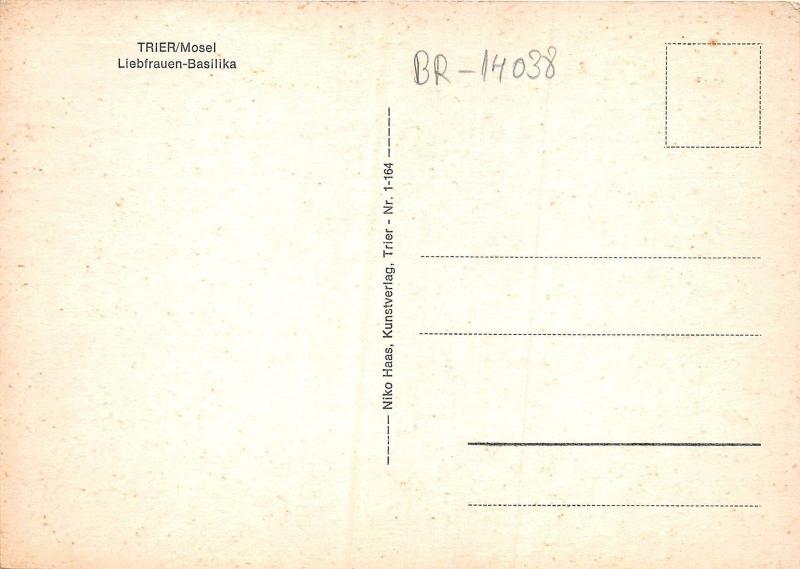 TRIER/Mosel
Liebfrauen-Basilika
BR-14038
Niko Haas, Kunstverlag, Trier - Nr. 1-164